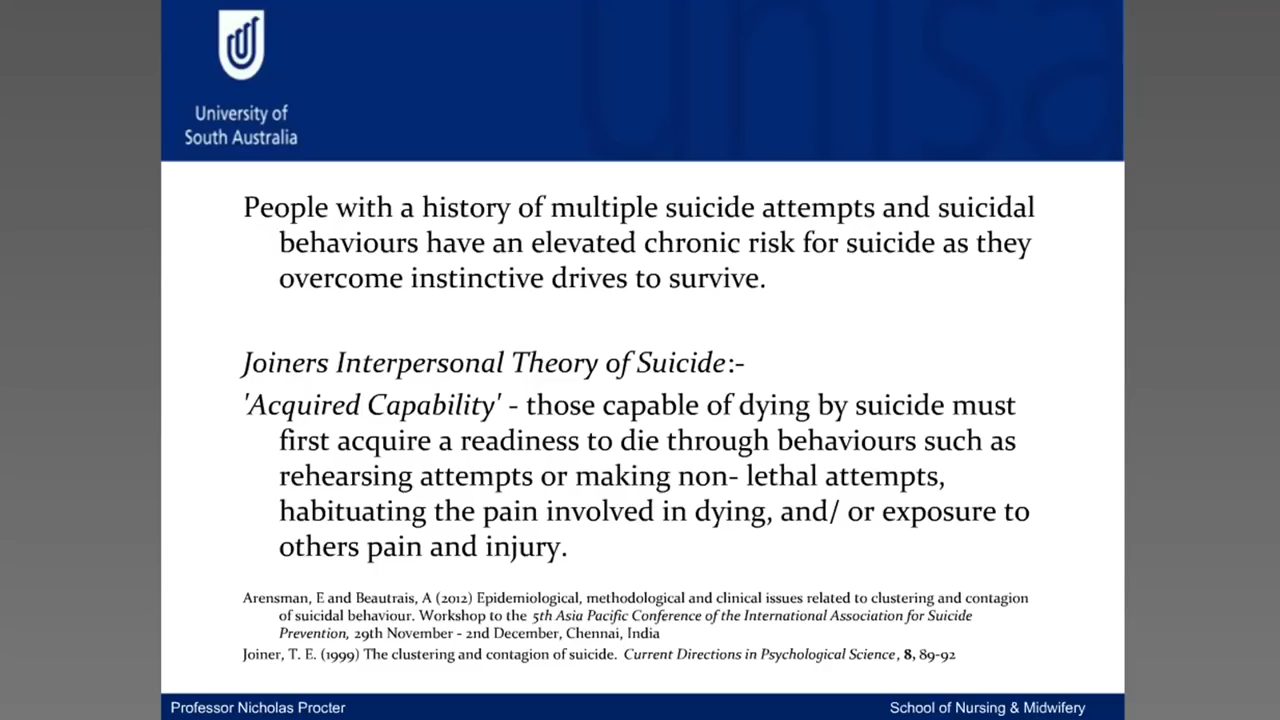 University of
South Australia
People with a history of multiple suicide attempts and suicidal
behaviours have an elevated chronic risk for suicide as they
overcome instinctive drives to survive.
Joiners Interpersonal Theory of Suicide:-
'Acquired Capability' - those capable of dying by suicide must
first acquire a readiness to die through behaviours such as
rehearsing attempts or making non- lethal attempts,
habituating the pain involved in dying, and/ or exposure to
others pain and injury.
Arensman, E and Beautrais, A (2012) Epidemiological, methodological and clinical issues related to clustering and contagion
of suicidal behaviour. Workshop to the 5th Asia Pacific Conference of the International Association for Suicide
Prevention, 29th November - 2nd December, Chennai, India
Joiner, T. E. (1999) The clustering and contagion of suicide. Current Directions in Psychological Science, 8, 89-92
Professor Nicholas Procter
School of Nursing & Midwifery